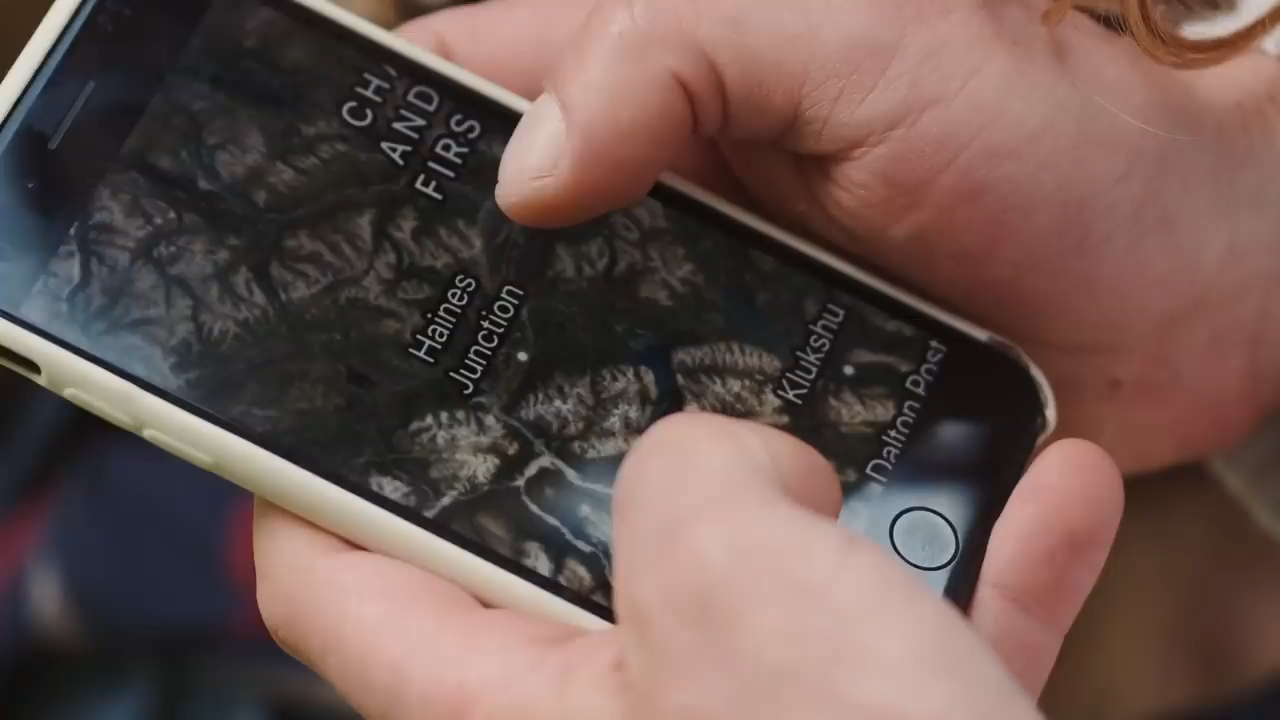 AND
FIRS
Haines
Junction
Klukshu
Dalton Post